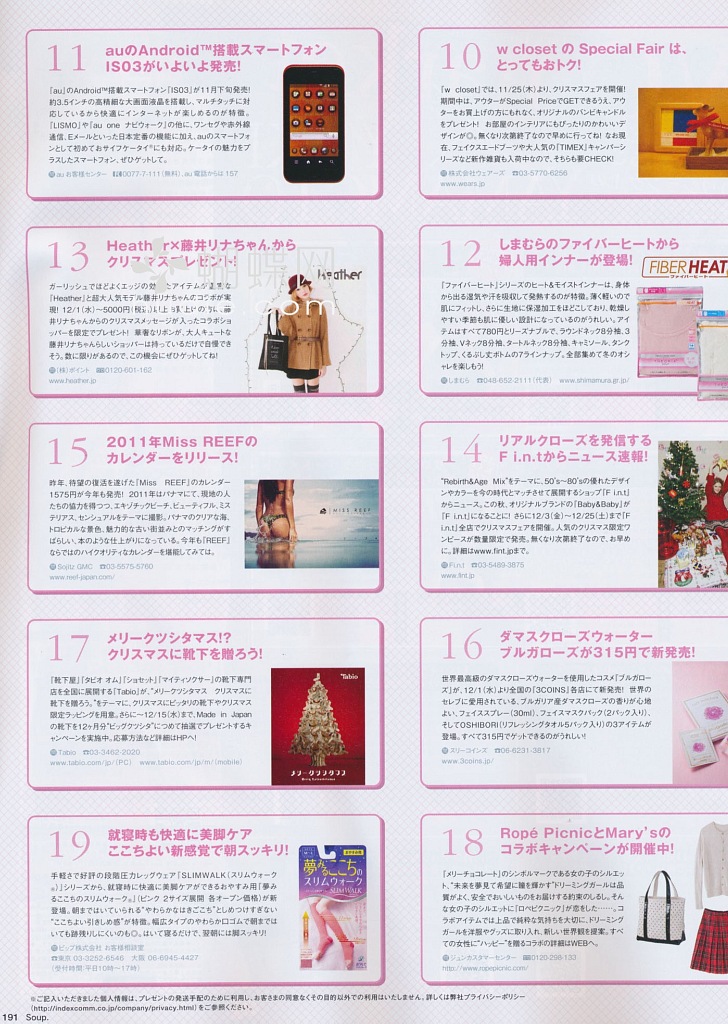 11
auのAndroid™搭載スマートフォン
IS03がいよいよ発売!
「au」のAndroid™搭載スマートフォン「IS03」が11月下旬発売!
約3.5インチの高精細な大画面液晶を搭載し、マルチタッチに対
応しているから快適にインターネットが楽しめるのが特徴。
「LISMO」や「au one ナビウォーク」の他に、ワンセグや赤外線
通信、Eメールといった日本定番の機能に加え、auのスマートフォ
ンとして初めておサイフケータイ®にも対応。ケータイの魅力をプ
ラスしたスマートフォン、ぜひゲットして。
au お客様センター 0077-7-111(無料)、au 電話からは 157
10
w closet の Special Fair は、
とってもおトク!
「w closet」では、11/25(木)より、クリスマスフェアを開催!
期間中は、アウターがSpecial PriceでGETできるうえ、アウ
ターをお買上げの方にもれなく、オリジナルのバンビキャンドル
をプレゼント! お部屋のインテリアにもぴったりのかわいいデ
ザインが◎。無くなり次第終了なので早めに行ってね! なお現
在、フェイクスエードブーツや大人気の「TIMEX」キャンパーシ
リーズなど新作雑貨も入荷中なので、そちらも要CHECK!
株式会社ウェアーズ ☎03-5770-6256
www.wears.jp
13
Heather×藤井リナちゃんから
クリスマスプレゼント!
ガーリッシュでほどよくエッジの効いたアイテムが豊富な
「Heather」と超大人気モデル藤井リナちゃんのコラボが実
井リナちゃんからのクリスマスメッセージが入ったコラボショ
ッパーを限定でプレゼント! 華奢なリボンが、大人キュートな
藤井リナちゃんらしいショッパーは持っているだけで自慢でき
そう。数に限りがあるので、この機会にぜひゲットしてね!
(株)ポイント 0120-601-162
www.heather.jp
Heather
12
しまむらのファイバーヒートから
婦人用インナーが登場!
「ファイバーヒート」シリーズのヒート&モイストインナーは、身体
から出る湿気や汗を吸収して発熱するのが特徴。薄く軽いので
肌にフィットし、さらに生地に保湿加工をほどこしており、乾燥し
やすい季節も肌に優しい設計になっているのがうれしい。アイ
テムはすべて780円とリーズナブルで、ラウンドネック8分袖、3
分袖、Vネック8分袖、タートルネック8分袖、キャミソール、タンク
トップ、くるぶし丈ボトムの7ラインナップ。全部集めて冬のオシ
ャレを楽しもう!
しまむら ☎048-652-2111(代表) www.shimamura.gr.jp/
FIBER HEAT
ファイバーヒート
15
2011年Miss REEFの
カレンダーをリリース!
昨年、待望の復活を遂げた「Miss REEF」のカレンダー
1575円が今年も発売! 2011年はパナマにて、現地の人
たちの協力を得つつ、エキゾチックビーチ、ビューティフル、ミス
テリアス、センシュアルをテーマに撮影。パナマのクリアな海、
トロピカルな景色、魅力的な古い街並みとのマッチングがす
ばらしい、本のような仕上がりになっている。今年も「REEF」
ならではのハイクオリティなカレンダーを堪能してみては。
Sojitz GMC ☎03-5575-5760
www.reef-japan.com/
MISS REEF
14
リアルクローズを発信する
F i.n.tからニュース速報!
“Rebirth&Age Mix”をテーマに、50's~80'sの優れたデザ
インやカラーを今の時代とマッチさせて展開するショップ「F i.n.t」
からニュース。この秋、オリジナルブランドの「Baby&Baby」が
「F i.n.t」になることに! さらに12/3(金)~12/25(土)まで「F
i.n.t」全店でクリスマスフェアを開催。人気のクリスマス限定ワ
ンピースが数量限定で発売。無くなり次第終了なので、お早め
に。詳細はwww.fint.jpまで。
F.i.n.t ☎03-5469-3875
www.fint.jp
17
メリークツシタマス!?
クリスマスに靴下を贈ろう!
「靴下屋」「タビオ オム」「ショセット」「マイティソクサー」の靴下専門
店を全国に展開する「Tabio」が、“メリークツシタマス クリスマスに
靴下を贈ろう。”をテーマに、クリスマスにピッタリの靴下やクリスマス
限定ラッピングを用意。さらに~12/15(水)まで、Made in Japan
の靴下を12ヶ月分“ビッグクツシタ”につめて抽選でプレゼントするキ
ャンペーンを実施中。応募方法など詳細はHPへ!
Tabio ☎03-3462-2020
www.tabio.com/jp/(PC) www.tabio.com/jp/m/(mobile)
Tabio
メリークツシタマス
16
ダマスクローズウォーター
ブルガローズが315円で新発売!
世界最高級のダマスクローズウォーターを使用したコスメ「ブルガロー
ズ」が、12/1(水)より全国の「3COINS」各店にて新発売! 世界の
セレブに愛用されている、ブルガリア産ダマスクローズの香りが心地
よい、フェイススプレー(30ml)、フェイスマスクパック(2パック入り)、
そしてOSHIBORI(リフレッシングタオル5パック入り)の3アイテムが
登場。すべて315円でゲットできるのがうれしい!
スリーコインズ ☎06-6231-3817
www.3coins.jp/
19
就寝時も快適に美脚ケア
ここちよい新感覚で朝スッキリ!
手軽さで好評の段階圧力レッグウェア「SLIMWALK(スリムウォーク
®)」シリーズから、就寝時に快適に美脚ケアができるおやすみ用「夢み
るここちのスリムウォーク®」(ピンク 2サイズ展開 各オープン価格)が新
登場。朝まではいていられる“やわらかなはきごこち”としめつけすぎない
“ここちよい引きしめ感”が特徴。幅広タイプのやわらか口ゴムで朝まで
いても跡残りしにくいのも◎。はいて寝るだけで、翌朝には脚スッキリ!
ピップ株式会社 お客様相談室
☎東京 03-3252-6546 大阪 06-6945-4427
(受付時間:平日10時~17時)
夢みるここちの
スリムウォーク
SLIMWALK
18
Ropé PicnicとMary'sの
コラボキャンペーンが開催中!
「メリーチョコレート」のシンボルマークである女の子のシルエッ
ト。“未来を夢見て希望に瞳を輝かす”ドリーミングガールは品
質がよく、安全でおいしいものをお届けする約束のしるし。そん
な女の子のシルエットに「ロペピクニック」が恋をした……。コ
ラボアイテムでは上品で純粋な気持ちを大切に、ドリーミング
ガールを洋服やグッズに取り入れ、新しい世界観を提案。すべ
ての女性に“ハッピー”を贈るコラボの詳細はWEBへ。
ジュンカスタマーセンター 0120-298-133
http://www.ropepicnic.com/
※ご記入いただきました個人情報は、プレゼントの発送手配のために利用し、お客さまの同意なくその目的以外での利用はいたしません。詳しくは弊社プライバシーポリシー
(http://indexcomm.co.jp/company/privacy.html)をご参照ください。
191 Soup.
蝴蝶网
.com